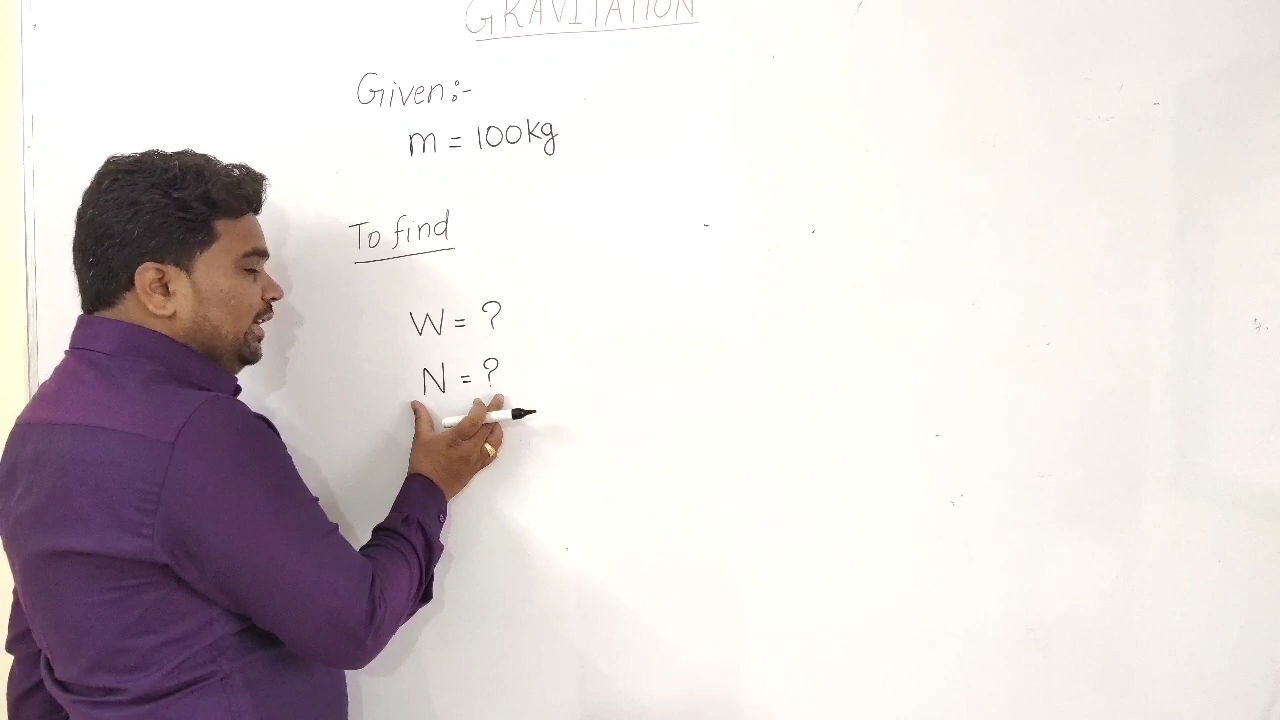 GRAVITATION
Given:-
m = 100kg
To find
W = ?
N = ?